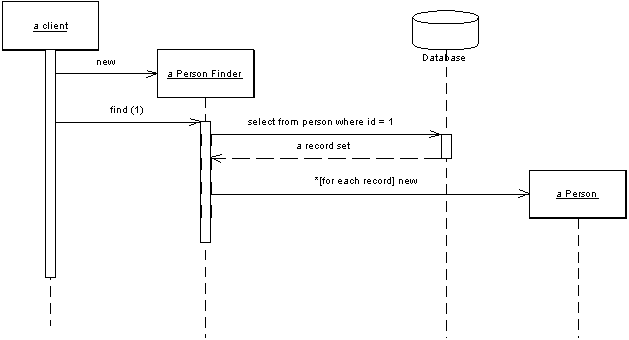 a client
new
a Person Finder
Database
find (1)
select from person where id = 1
a record set
*[for each record] new
a Person